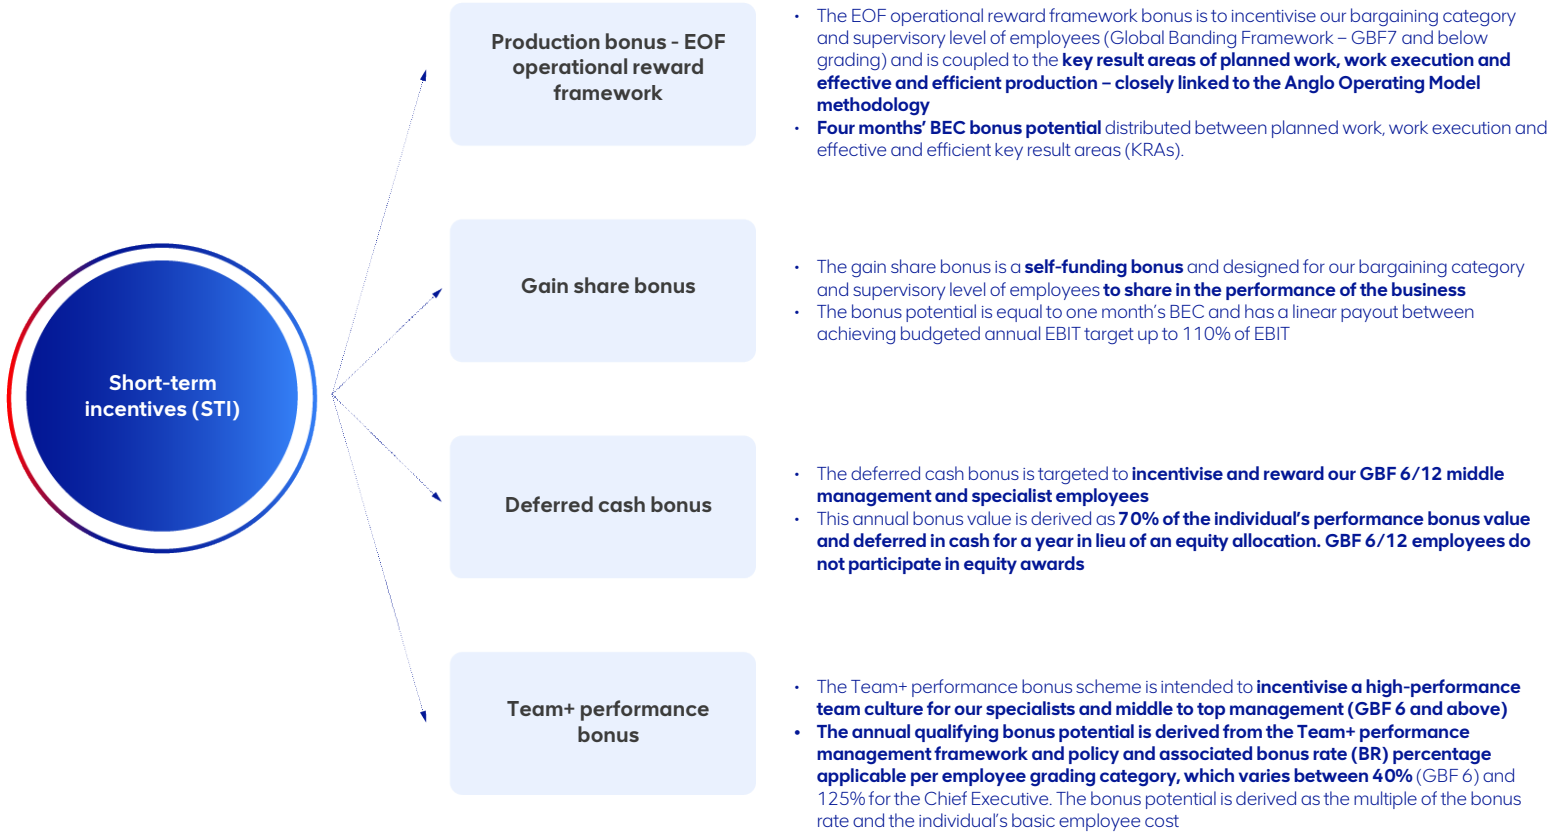 Short-term
incentives (STI)
Production bonus - EOF
operational reward
framework
• The EOF operational reward framework bonus is to incentivise our bargaining category
and supervisory level of employees (Global Banding Framework – GBF7 and below
grading) and is coupled to the key result areas of planned work, work execution and
effective and efficient production – closely linked to the Anglo Operating Model
methodology
• Four months’ BEC bonus potential distributed between planned work, work execution and
effective and efficient key result areas (KRAs).
Gain share bonus
• The gain share bonus is a self-funding bonus and designed for our bargaining category
and supervisory level of employees to share in the performance of the business
• The bonus potential is equal to one month’s BEC and has a linear payout between
achieving budgeted annual EBIT target up to 110% of EBIT
Deferred cash bonus
• The deferred cash bonus is targeted to incentivise and reward our GBF 6/12 middle
management and specialist employees
• This annual bonus value is derived as 70% of the individual’s performance bonus value
and deferred in cash for a year in lieu of an equity allocation. GBF 6/12 employees do
not participate in equity awards
Team+ performance
bonus
• The Team+ performance bonus scheme is intended to incentivise a high-performance
team culture for our specialists and middle to top management (GBF 6 and above)
• The annual qualifying bonus potential is derived from the Team+ performance
management framework and policy and associated bonus rate (BR) percentage
applicable per employee grading category, which varies between 40% (GBF 6) and
125% for the Chief Executive. The bonus potential is derived as the multiple of the bonus
rate and the individual’s basic employee cost